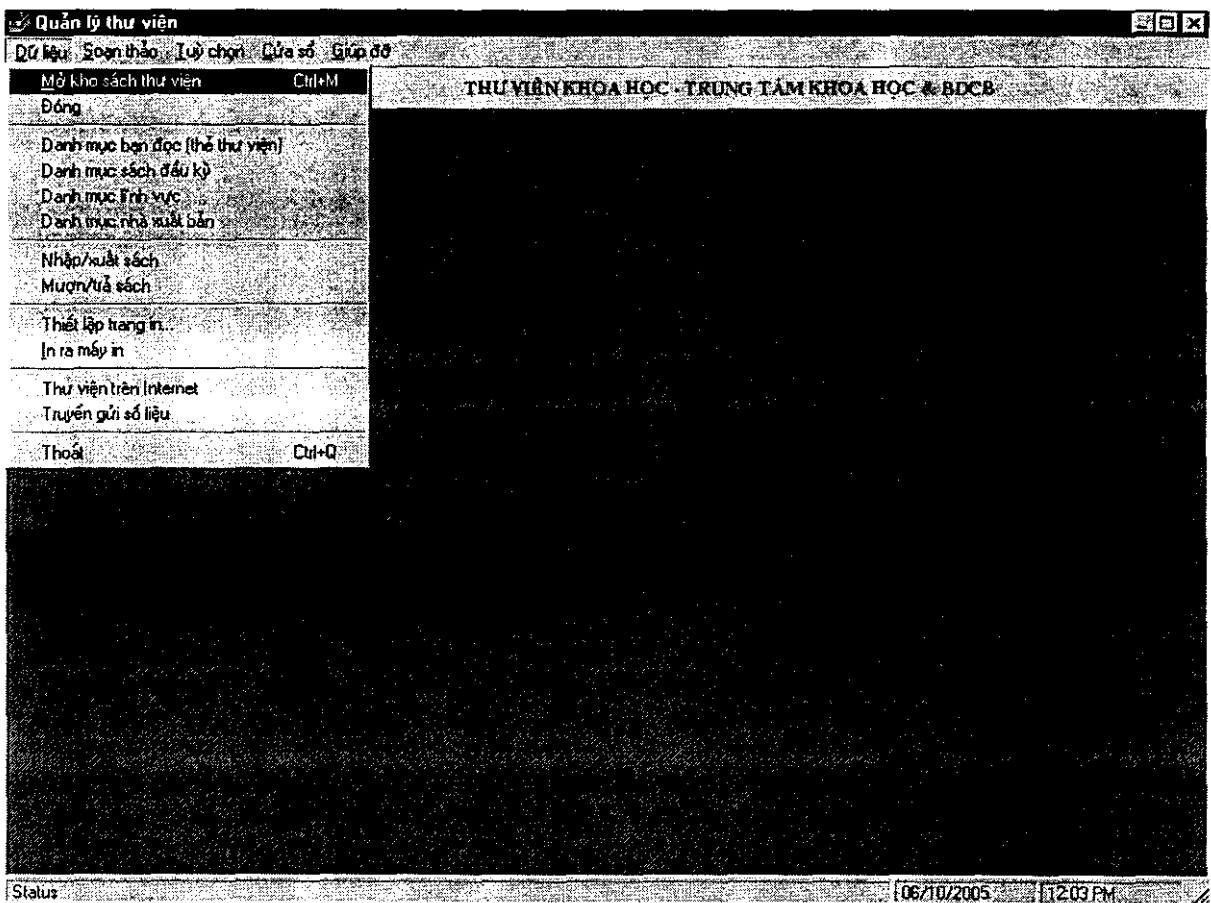 Quản lý thư viện
Dữ liệu Soạn thảo Tuỳ chọn Cửa sổ Giúp đỡ
Mở kho sách thư viện Ctrl+M
THƯ VIỆN KHOA HỌC - TRUNG TÂM KHOA HỌC & BDCB
Đóng
Danh mục bạn đọc (thẻ thư viện)
Danh mục sách đầu kỳ
Danh mục lĩnh vực
Danh mục nhà xuất bản
Nhập/xuất sách
Mượn/trả sách
Thiết lập trang in...
In ra máy in
Thư viện trên Internet
Truyền gửi số liệu
Thoát Ctrl+Q
Status 06/10/2005 12:03 PM